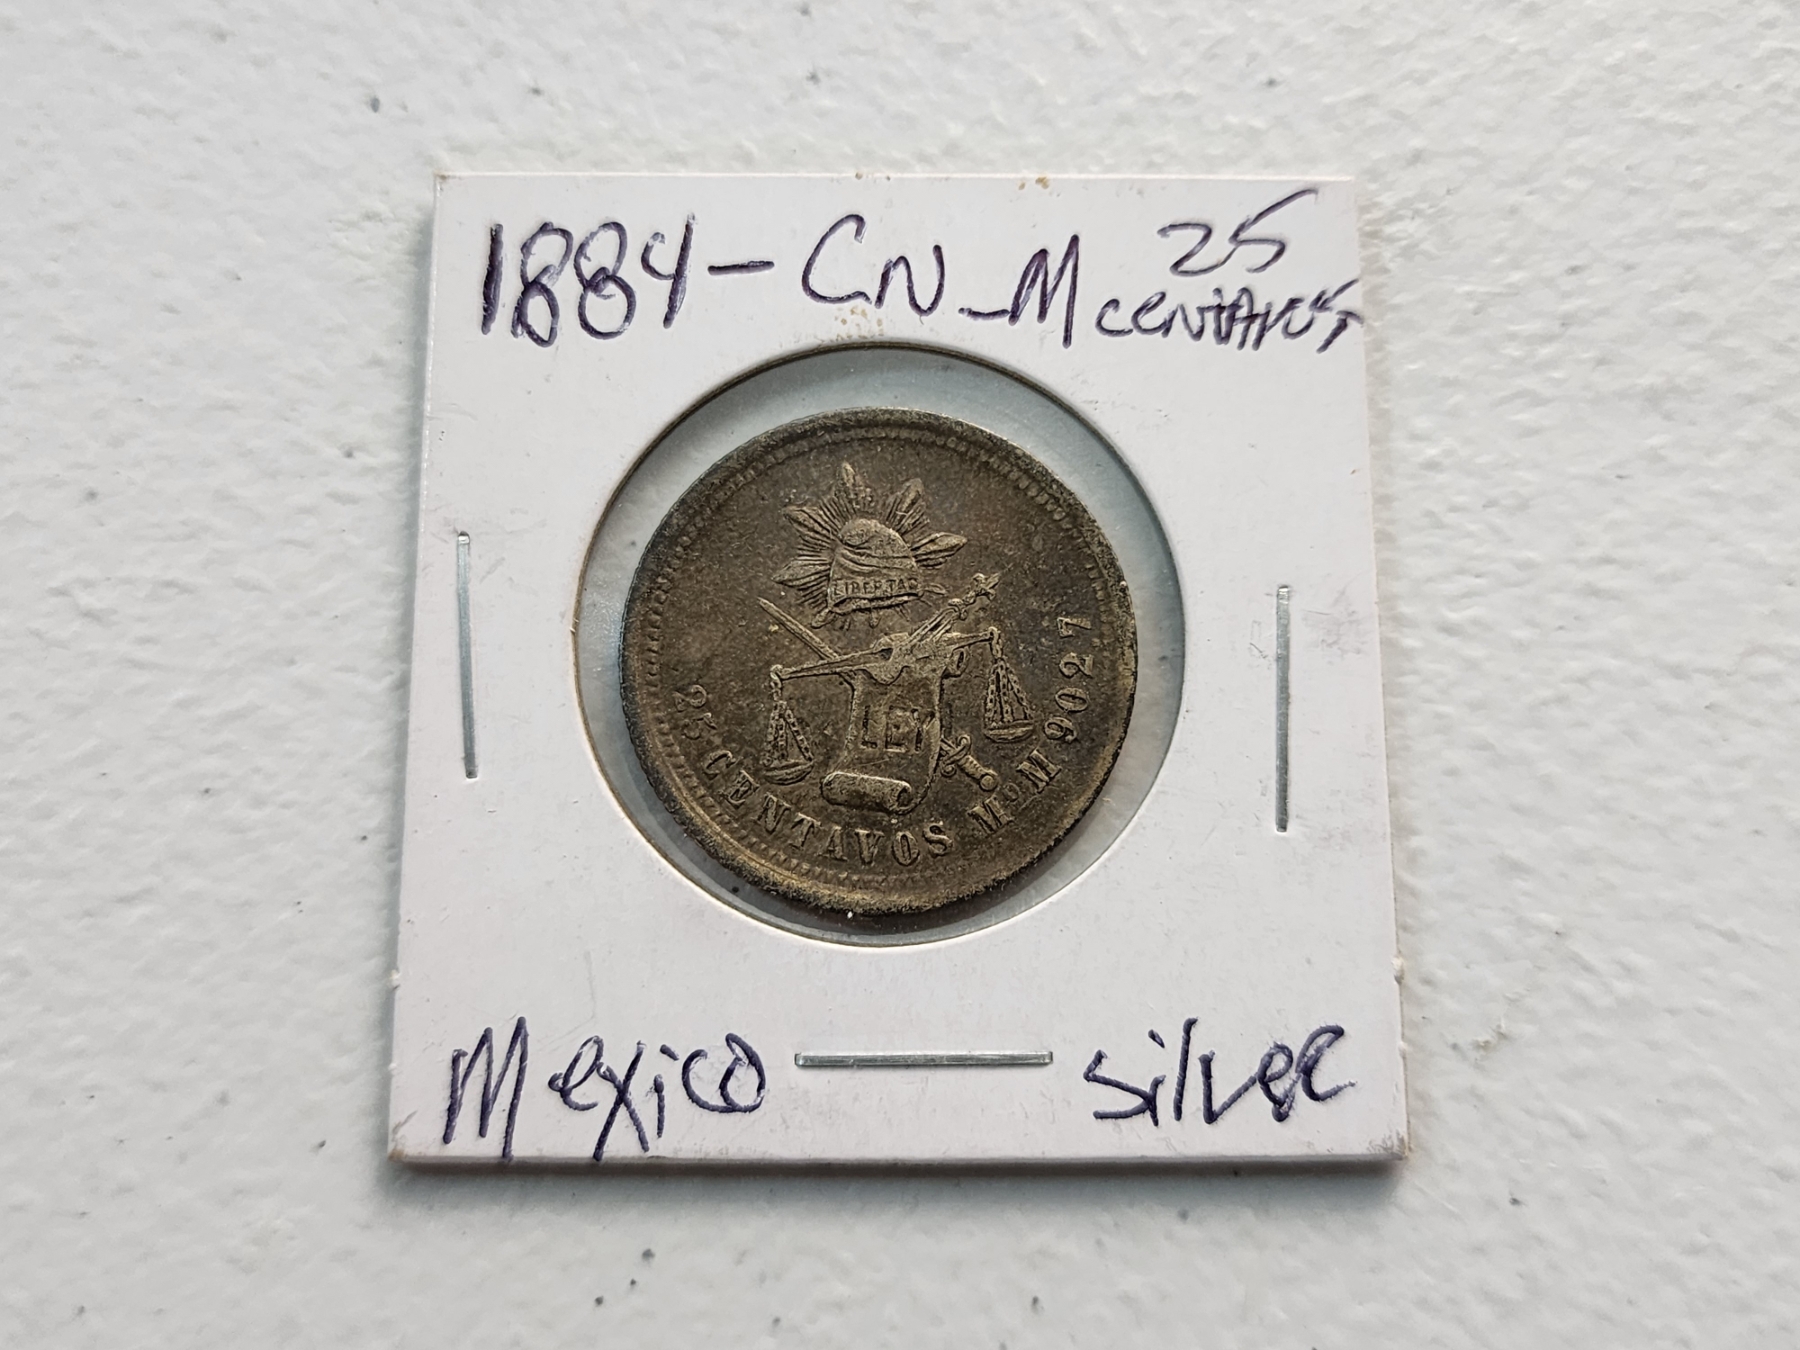 1884-CN-M 25
centavos
LIBERTAD
LEY
25 CENTAVOS Mo M 9027
Mexico silver